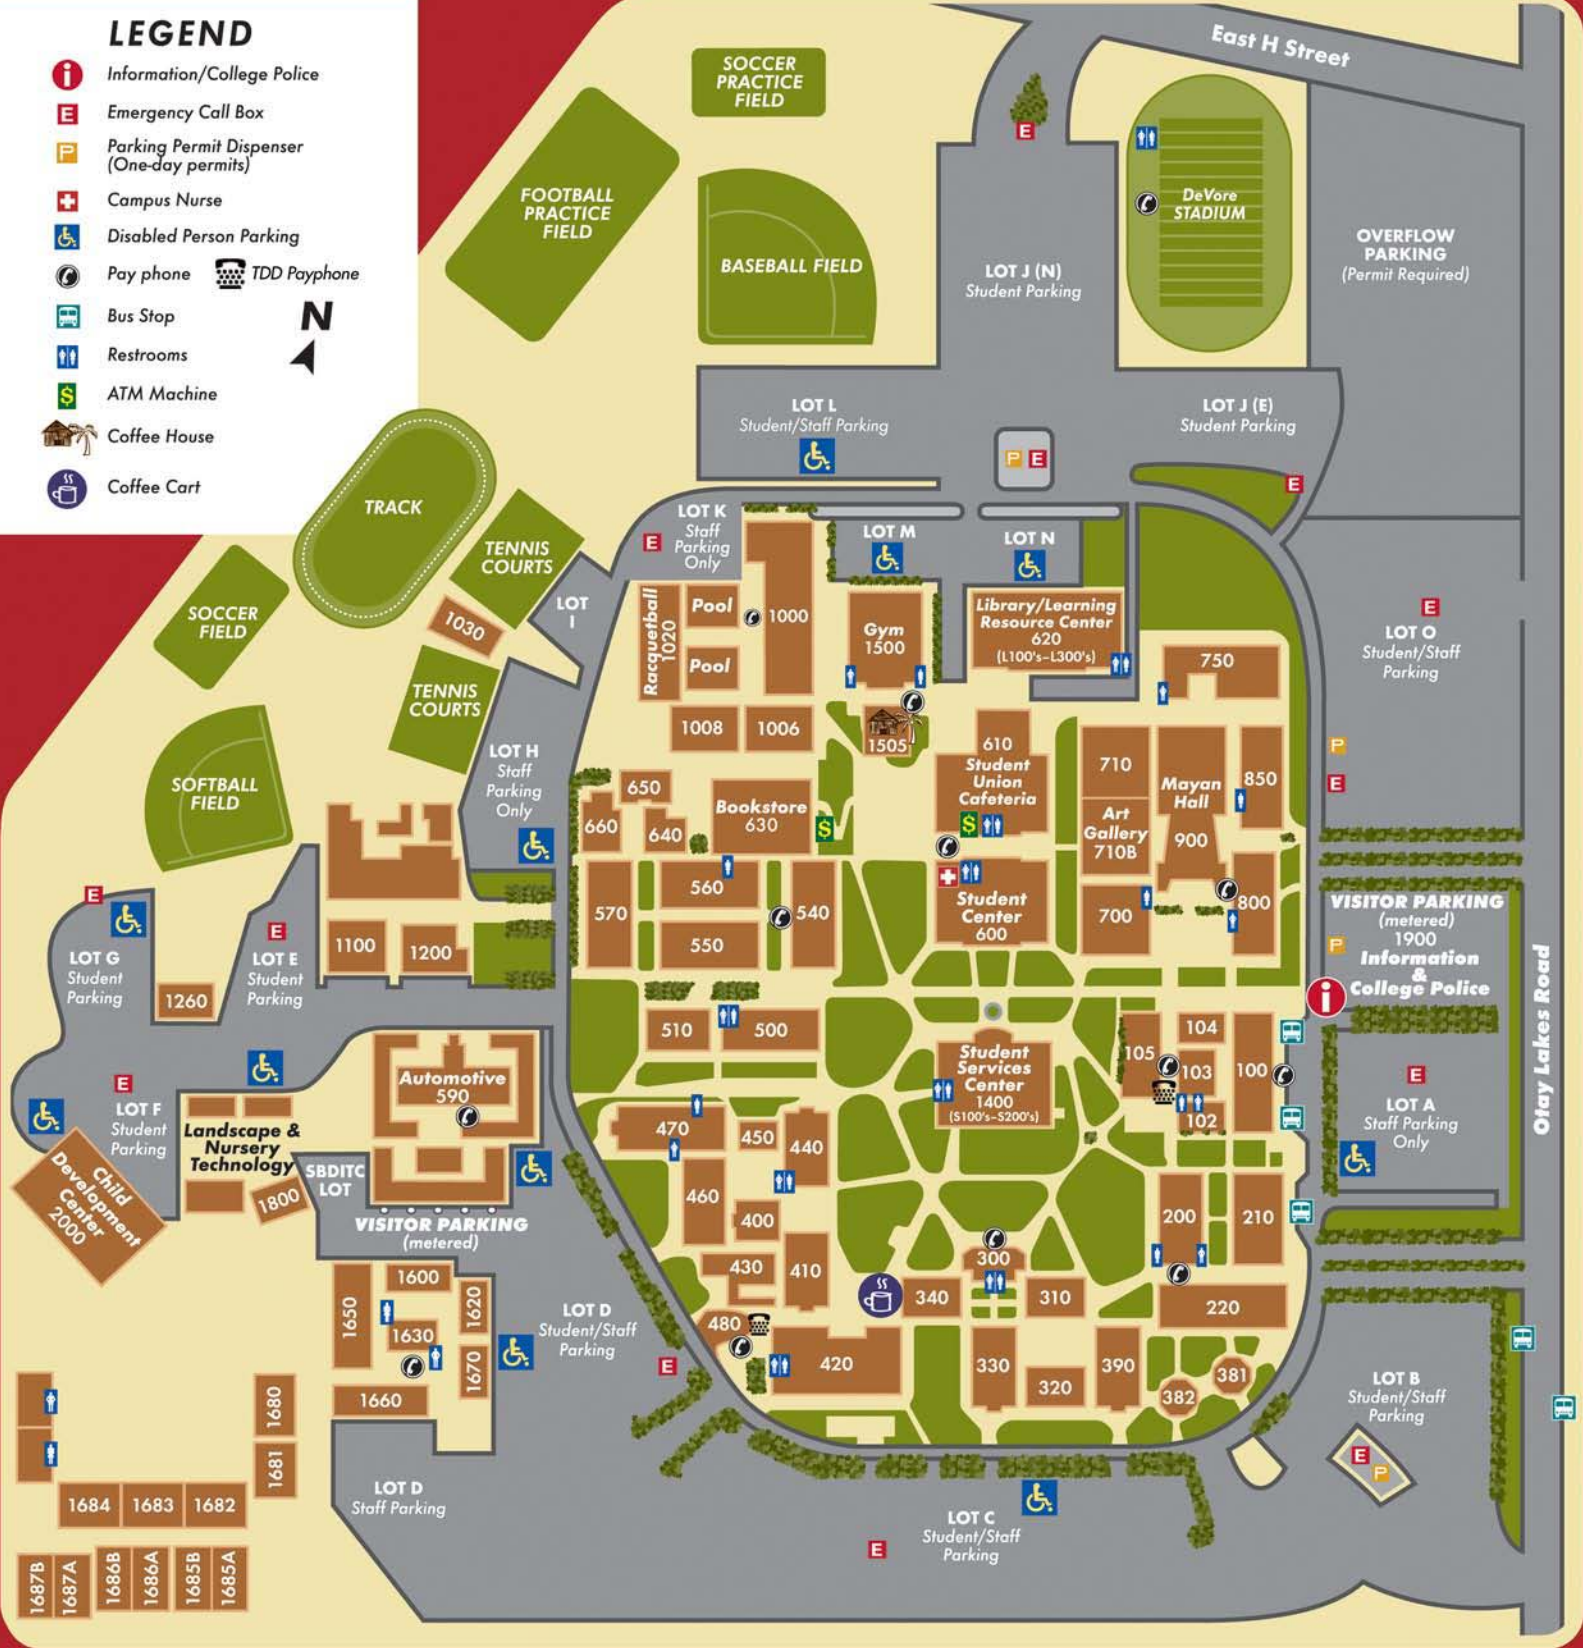 LEGEND
Information/College Police
E
Emergency Call Box
P
Parking Permit Dispenser
(One-day permits)
Campus Nurse
Disabled Person Parking
Pay phone
TDD Payphone
Bus Stop
N
Restrooms
$
ATM Machine
Coffee House
Coffee Cart
East H Street
SOCCER
PRACTICE
FIELD
FOOTBALL
PRACTICE
FIELD
BASEBALL FIELD
E
DeVore
STADIUM
LOT J (N)
Student Parking
OVERFLOW
PARKING
(Permit Required)
LOT L
Student/Staff Parking
P E
LOT J (E)
Student Parking
E
TRACK
TENNIS
COURTS
SOCCER
FIELD
1030
TENNIS
COURTS
LOT
I
E
LOT K
Staff
Parking
Only
LOT M
LOT N
Racquetball
1020
Pool
Pool
1000
Gym
1500
Library/Learning
Resource Center
620
(L100's–L300's)
750
E
LOT O
Student/Staff
Parking
1008
1006
1505
SOFTBALL
FIELD
LOT H
Staff
Parking
Only
650
660
640
Bookstore
630
$
610
Student
Union
Cafeteria
$
710
Art
Gallery
710B
Mayan
Hall
900
850
P
E
570
560
550
540
Student
Center
600
700
800
VISITOR PARKING
(metered)
1900
P
Information
&
College Police
Otay Lakes Road
E
LOT G
Student
Parking
E
LOT E
Student
Parking
1100
1200
1260
510
500
Student
Services
Center
1400
(S100's–S200's)
105
104
103
102
100
E
LOT A
Staff Parking
Only
E
LOT F
Student
Parking
Automotive
590
Landscape &
Nursery
Technology
1800
Child
Development
Center
2000
SBDITC
LOT
VISITOR PARKING
(metered)
470
450
440
460
400
430
410
480
420
200
210
300
340
310
220
330
320
390
381
382
1650
1600
1620
1630
1670
1660
LOT D
Student/Staff
Parking
E
LOT B
Student/Staff
Parking
E
P
1680
1681
1684
1683
1682
1687B
1687A
1686B
1686A
1685B
1685A
LOT D
Staff Parking
E
LOT C
Student/Staff
Parking